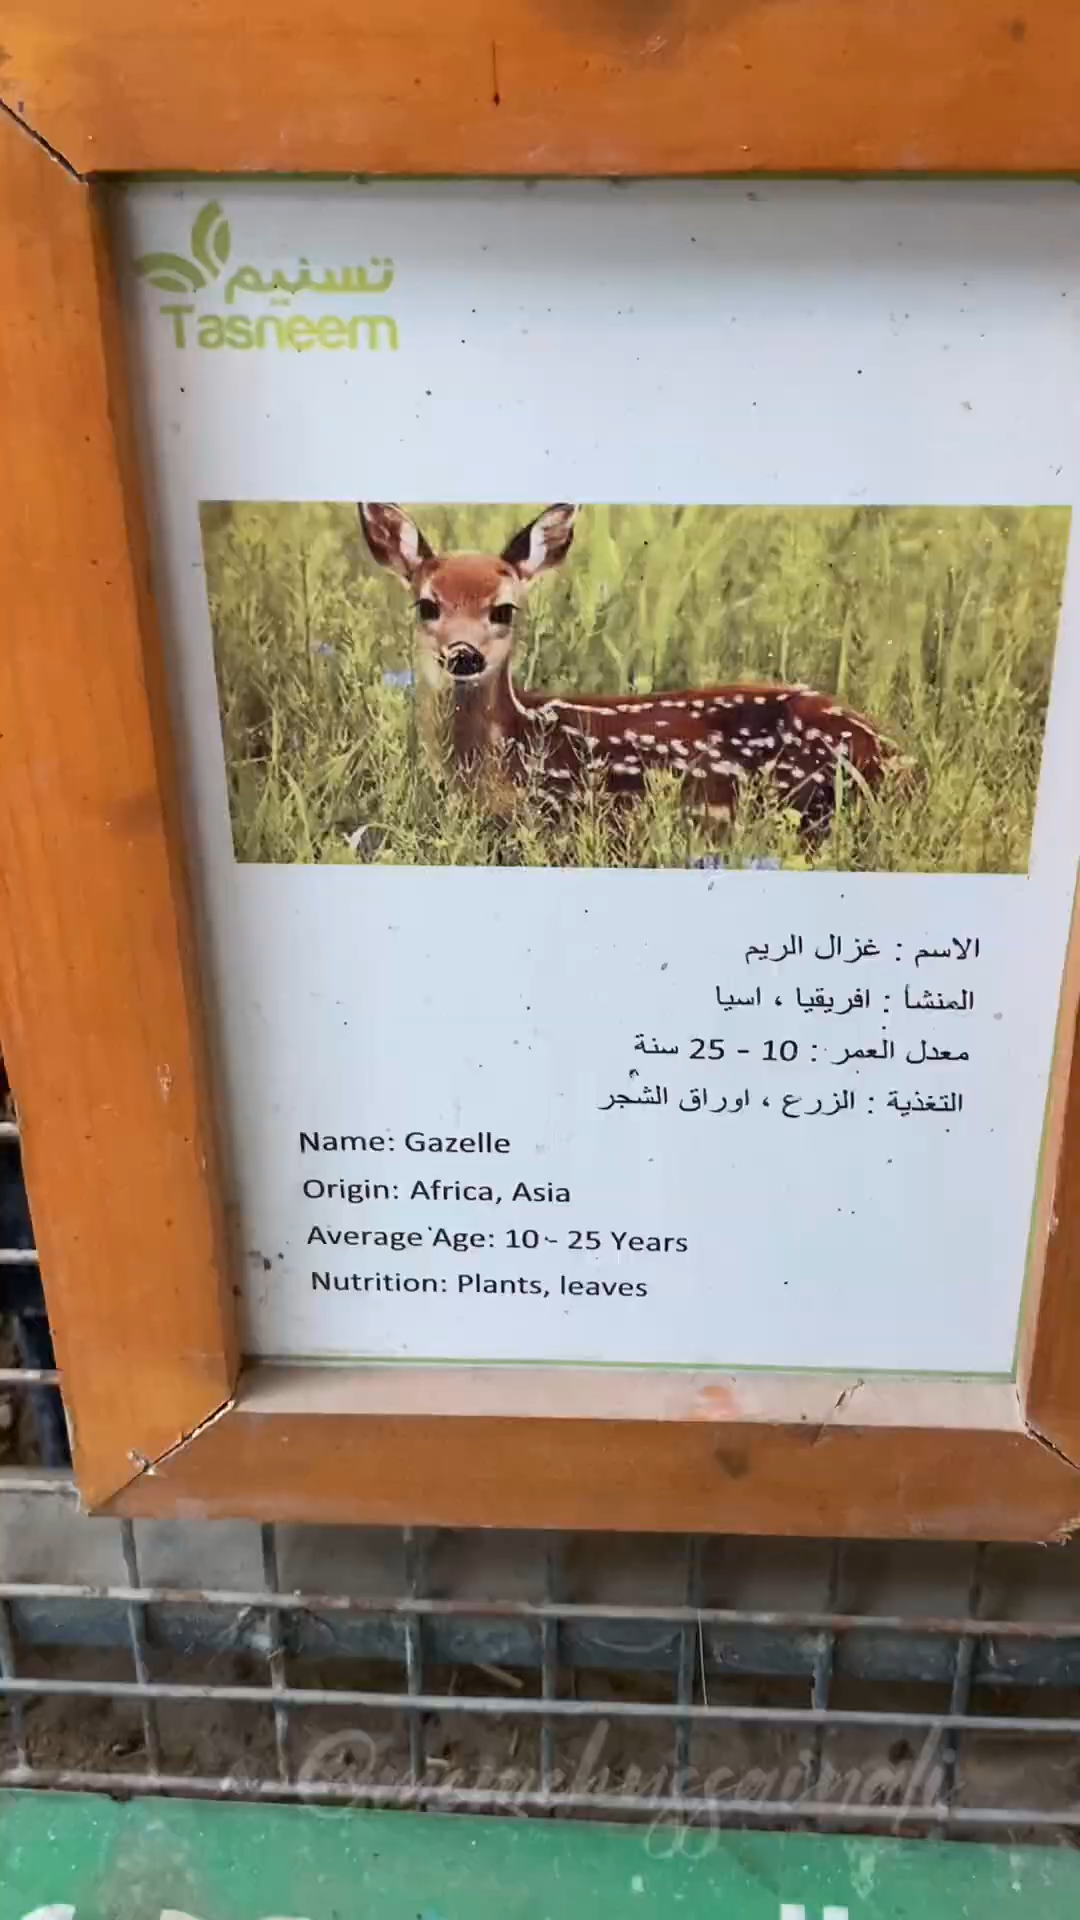 تسنيم
Tasneem
الاسم : غزال الريم
المنشأ : افريقيا ، اسيا
معدل العمر : 10 - 25 سنة
التغذية : الزرع ، اوراق الشجر
Name: Gazelle
Origin: Africa, Asia
Average Age: 10 - 25 Years
Nutrition: Plants, leaves